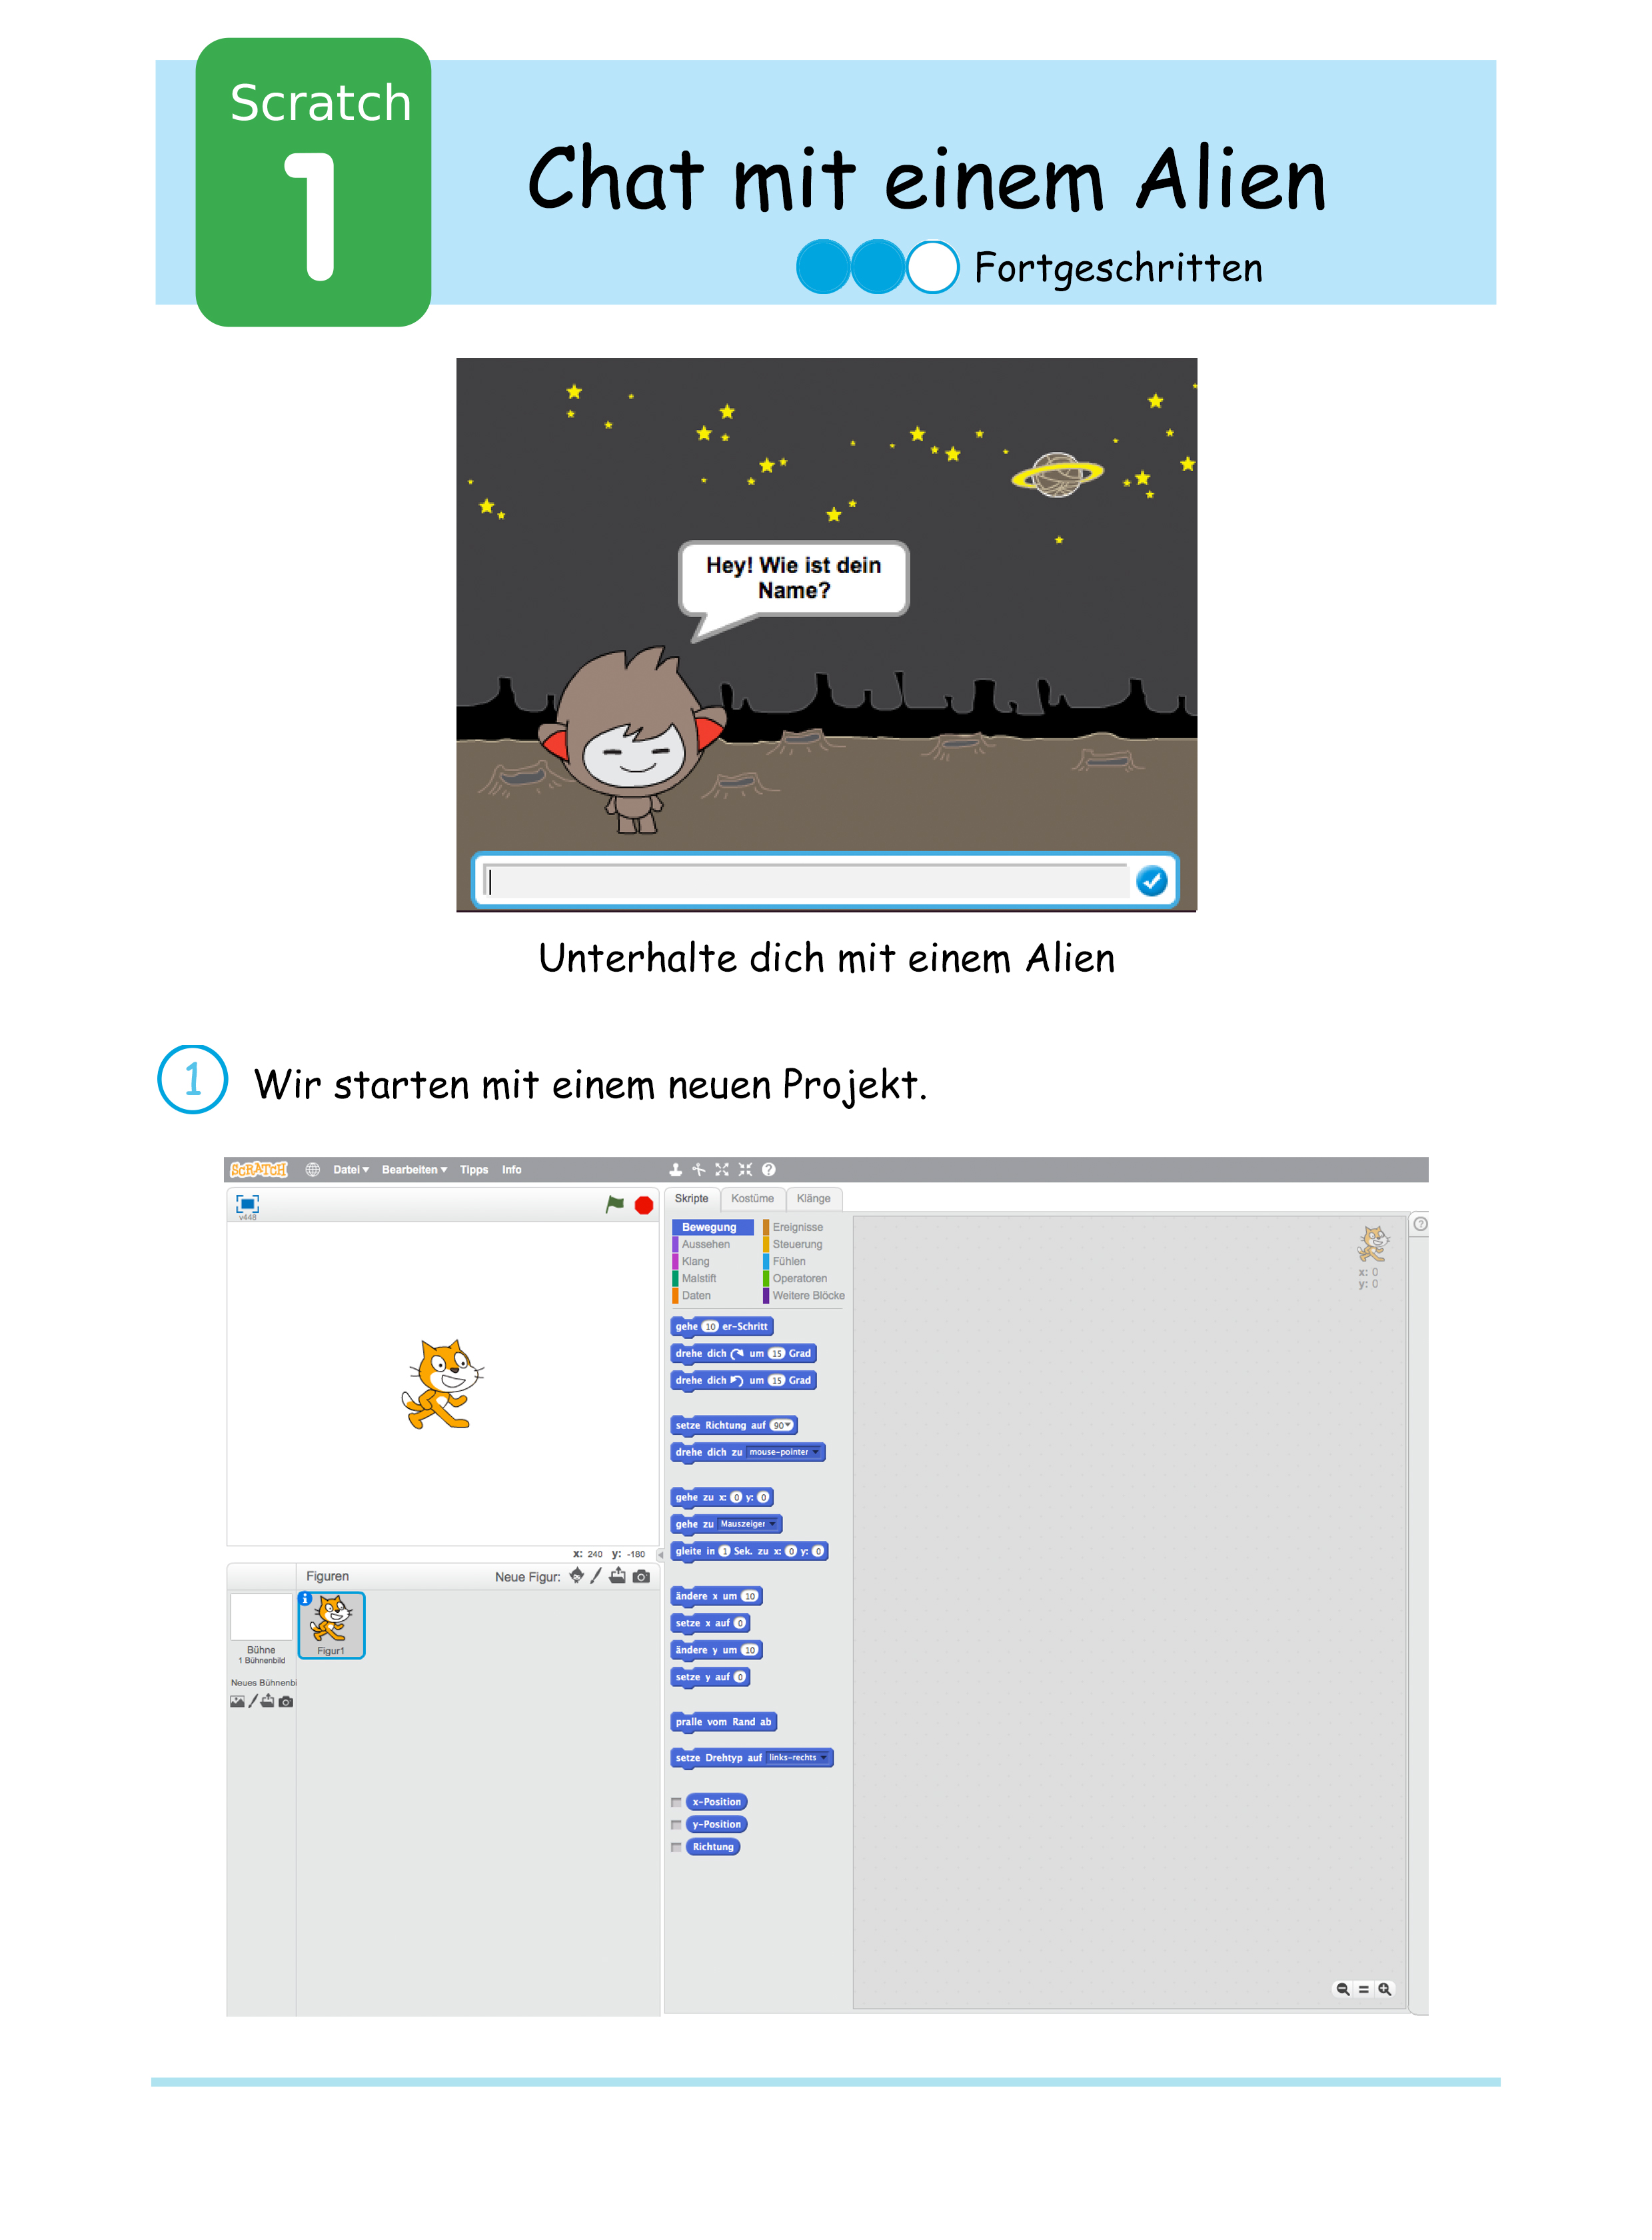 Scratch
1
Chat mit einem Alien
Fortgeschritten
Hey! Wie ist dein
Name?
Unterhalte dich mit einem Alien
1 Wir starten mit einem neuen Projekt.
SCRATCH Datei Bearbeiten Tipps Info ?
v448
Skripte Kostüme Klänge
Bewegung Ereignisse
Aussehen Steuerung
Klang Fühlen
Malstift Operatoren
Daten Weitere Blöcke
gehe 10 er-Schritt
drehe dich um 15 Grad
drehe dich um 15 Grad
setze Richtung auf 90
drehe dich zu mouse-pointer
gehe zu x: 0 y: 0
gehe zu Mauszeiger
gleite in 1 Sek. zu x: 0 y: 0
ändere x um 10
setze x auf 0
ändere y um 10
setze y auf 0
pralle vom Rand ab
setze Drehtyp auf links-rechts
x-Position
y-Position
Richtung
?
x: 0
y: 0
x: 240 y: -180
Figuren Neue Figur:
i
Figur1
Bühne
1 Bühnenbild
Neues Bühnenbi
=